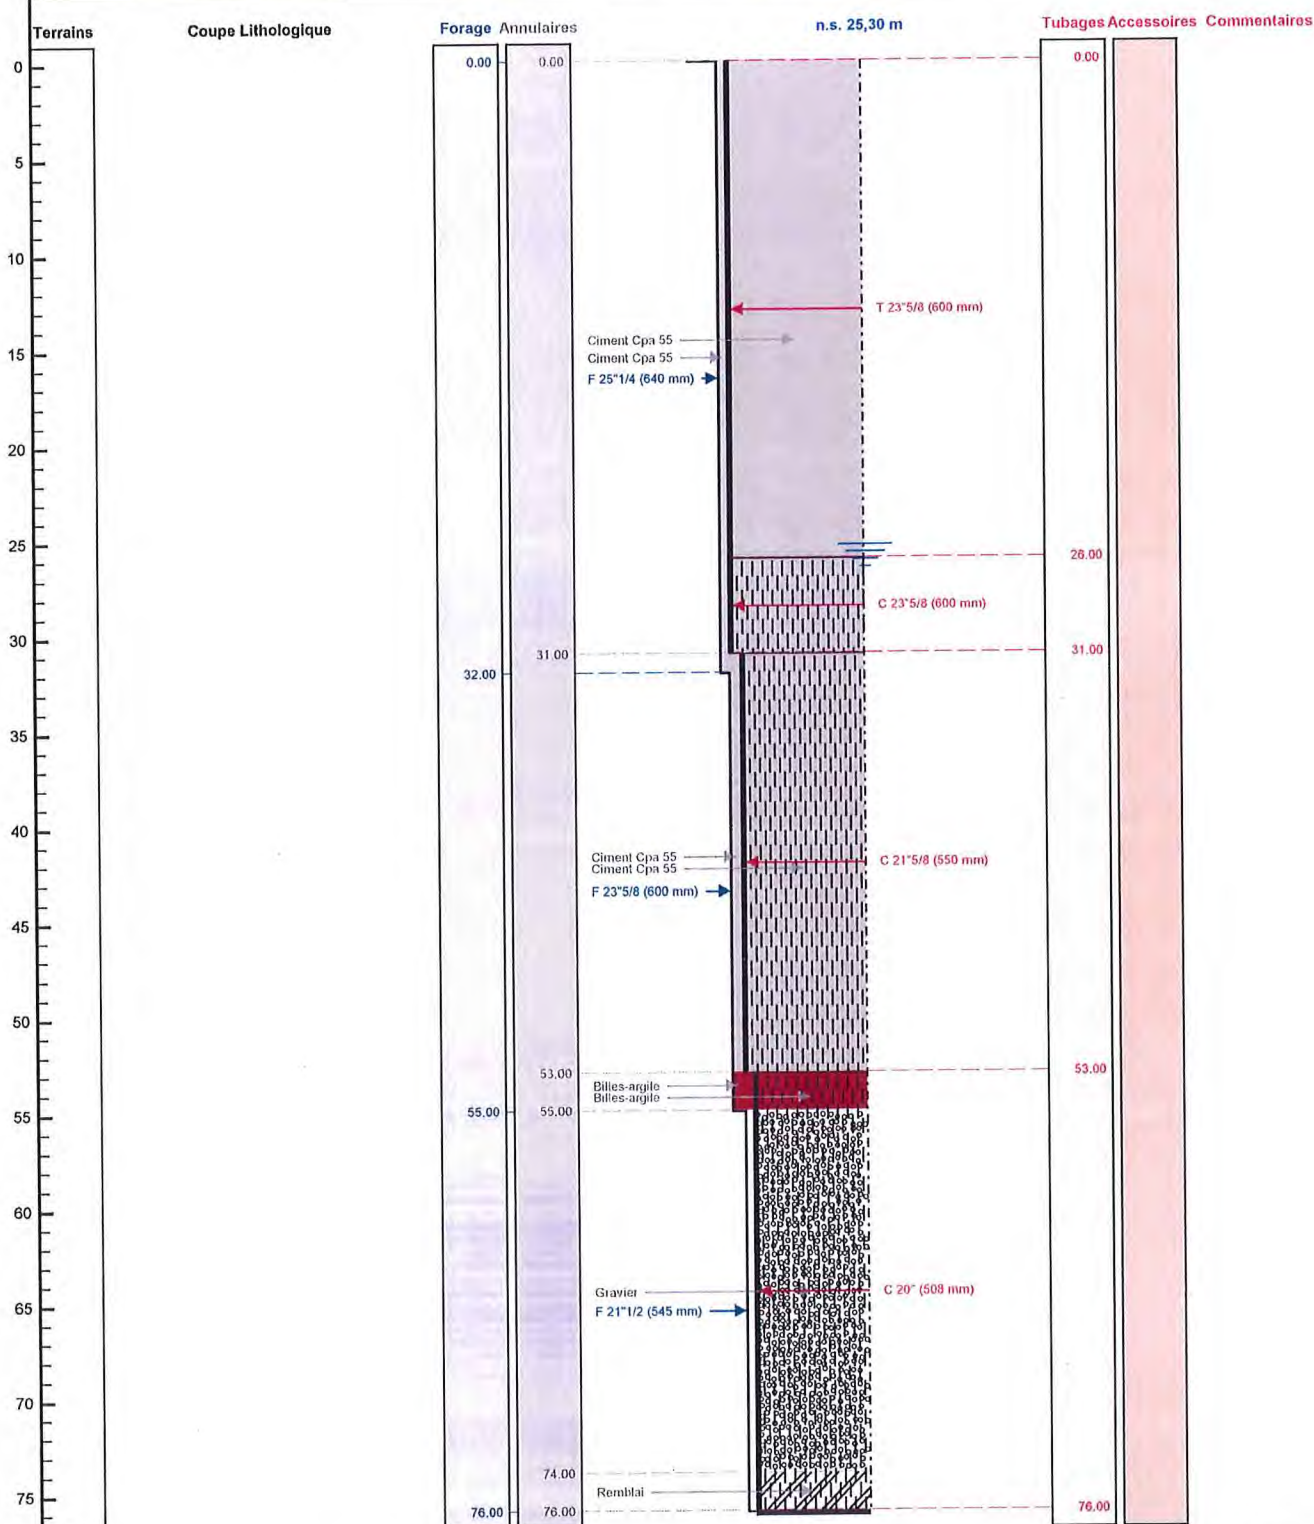 Terrains Coupe Lithologique Forage Annulaires n.s. 25,30 m Tubages Accessoires Commentaires
0 0.00 0.00 0.00
5
10
T 23"5/8 (600 mm)
Ciment Cpa 55
15 Ciment Cpa 55
F 25"1/4 (640 mm)
20
25
26.00
C 23"5/8 (600 mm)
30
31.00 31.00
32.00
35
40
Ciment Cpa 55 C 21"5/8 (550 mm)
Ciment Cpa 55
F 23"5/8 (600 mm)
45
50
53.00 53.00
Billes-argile
Billes-argile
55 55.00 55.00
60
Gravier C 20" (508 mm)
65 F 21"1/2 (545 mm)
70
74.00
Remblai
75
76.00 76.00 76.00